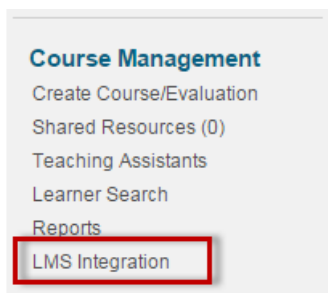 Course Management
Create Course/Evaluation
Shared Resources (0)
Teaching Assistants
Learner Search
Reports
LMS Integration